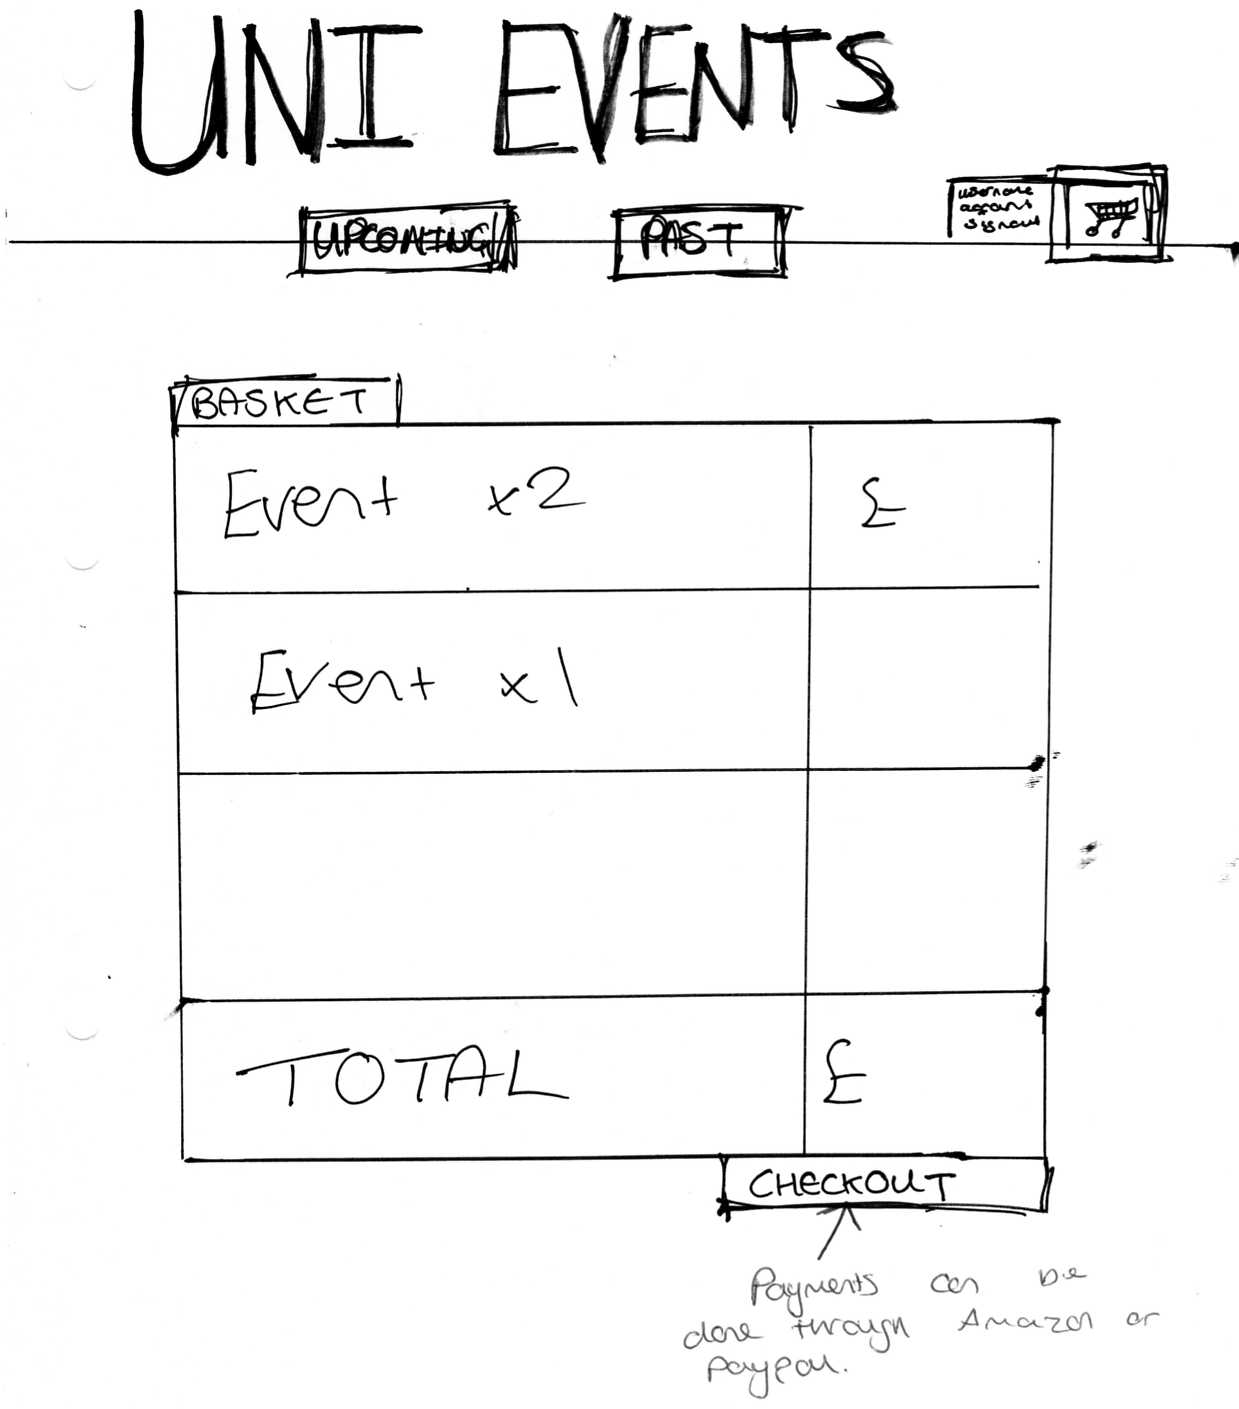 UNI EVENTS
UPCOMING PAST
username
account
signout
BASKET
Event x2 £
Event x1
TOTAL £
CHECKOUT
Payments can be
done through Amazon or
paypal.